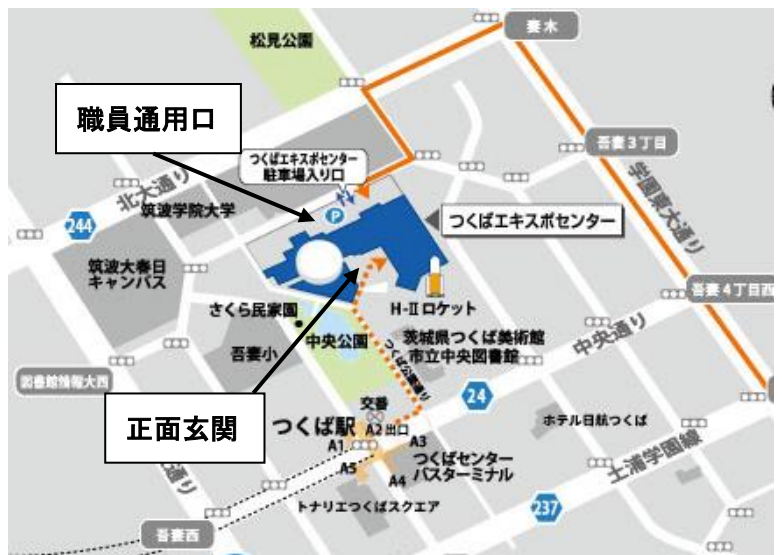 妻木
松見公園
職員通用口
吾妻3丁目
つくばエキスポセンター
駐車場入り口
北大通り
学園東大通り
筑波学院大学
P
244
つくばエキスポセンター
筑波大春日
キャンパス
吾妻4丁目西
さくら民家園
H-Ⅱロケット
中央公園
茨城県つくば美術館
市立中央図書館
中央通り
吾妻小
つくば公園通り
図書館情報大西
24
交番
正面玄関
つくば駅
A2出口
ホテル日航つくば
A1
A3
つくばセンター
バスターミナル
土浦学園線
A5
A4
トナリエつくばスクエア
237
吾妻西